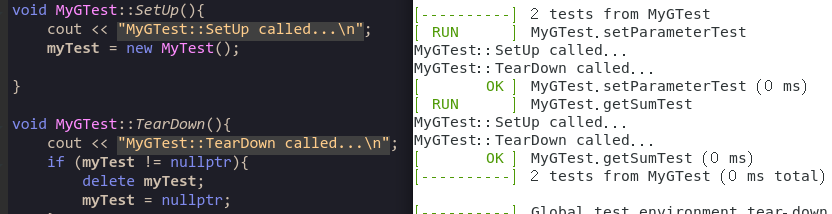 void MyGTest::SetUp(){
cout << "MyGTest::SetUp called...\n";
myTest = new MyTest();
}
void MyGTest::TearDown(){
cout << "MyGTest::TearDown called...\n";
if (myTest != nullptr){
delete myTest;
myTest = nullptr;
[----------] 2 tests from MyGTest
[ RUN      ] MyGTest.setParameterTest
MyGTest::SetUp called...
MyGTest::TearDown called...
[       OK ] MyGTest.setParameterTest (0 ms)
[ RUN      ] MyGTest.getSumTest
MyGTest::SetUp called...
MyGTest::TearDown called...
[       OK ] MyGTest.getSumTest (0 ms)
[----------] 2 tests from MyGTest (0 ms total)
[----------] Global test environment tear-down